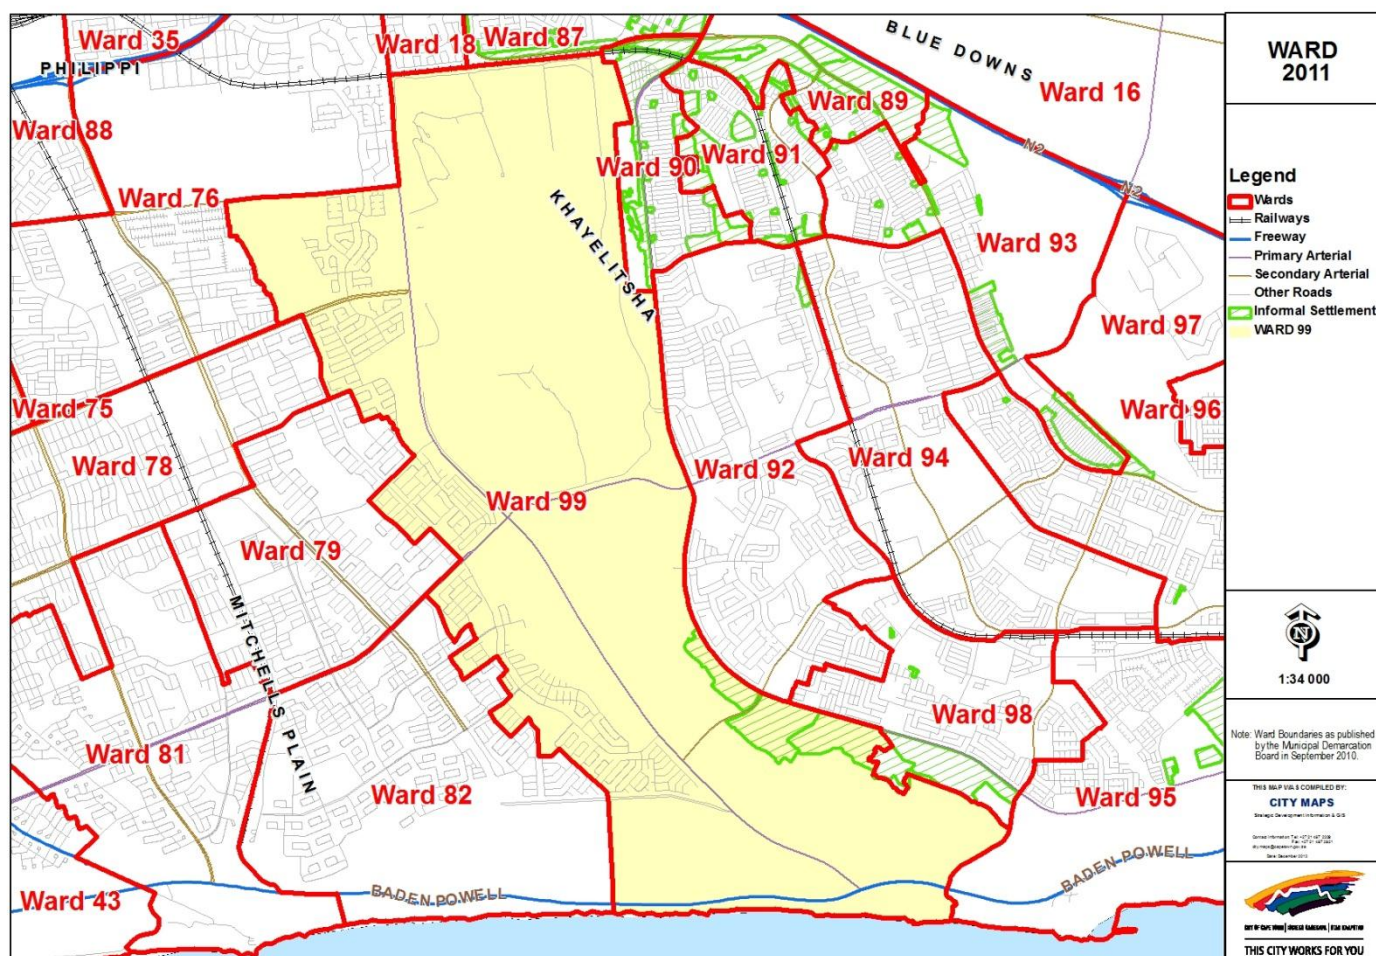 Ward 35
Ward 18
Ward 87
BLUE DOWNS
PHILIPPI
Ward 16
Ward 89
Ward 88
N2
Ward 91
Ward 90
N2
Ward 76
KHAYELITSHA
Ward 93
Ward 97
Ward 75
Ward 96
Ward 78
Ward 92
Ward 94
Ward 99
Ward 79
MITCHELLS PLAIN
Ward 98
Ward 81
Ward 82
Ward 95
BADEN POWELL
BADEN POWELL
Ward 43
WARD
2011
Legend
Wards
Railways
Freeway
Primary Arterial
Secondary Arterial
Other Roads
Informal Settlement
WARD 99
N
1:34 000
Note: Ward Boundaries as published
by the Municipal Demarcation
Board in September 2010.
THIS MAP WAS COMPILED BY:
CITY MAPS
Strategic Development Information & GIS
THIS CITY WORKS FOR YOU